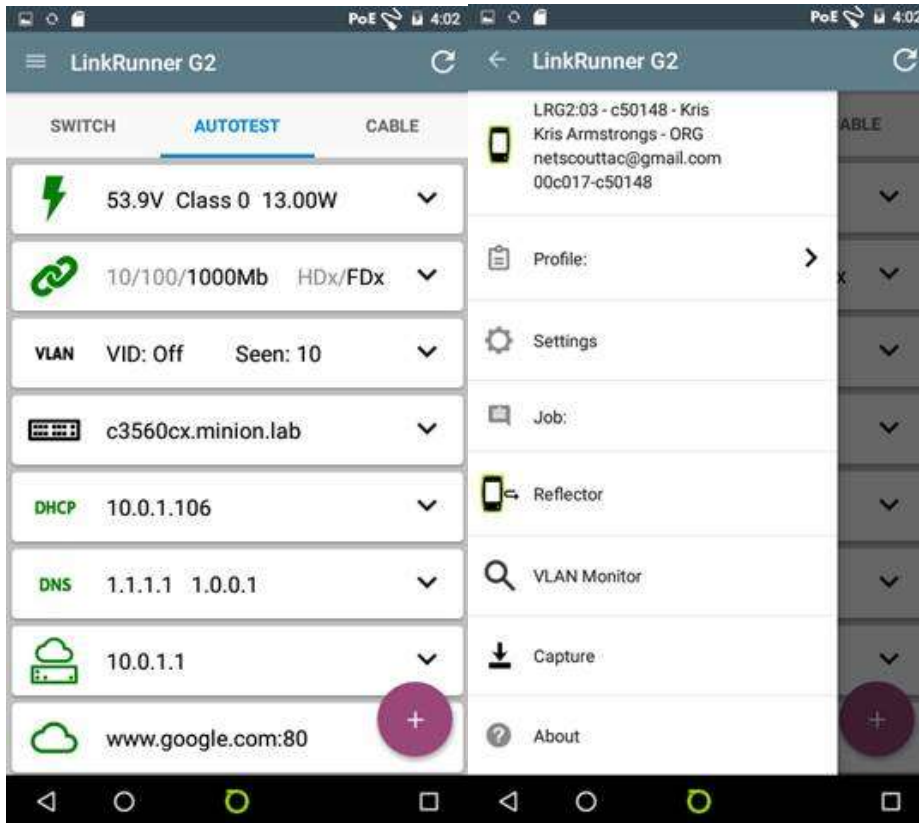 PoE 4:02
LinkRunner G2
SWITCH AUTOTEST CABLE
53.9V Class 0 13.00W
10/100/1000Mb HDx/FDx
VLAN VID: Off Seen: 10
c3560cx.minion.lab
DHCP 10.0.1.106
DNS 1.1.1.1 1.0.0.1
10.0.1.1
www.google.com:80
+
PoE 4:02
LinkRunner G2
LRG2:03 - c50148 - Kris
Kris Armstrongs - ORG
netscouttac@gmail.com
00c017-c50148
ABLE
Profile:
x
Settings
Job:
Reflector
VLAN Monitor
Capture
About
+